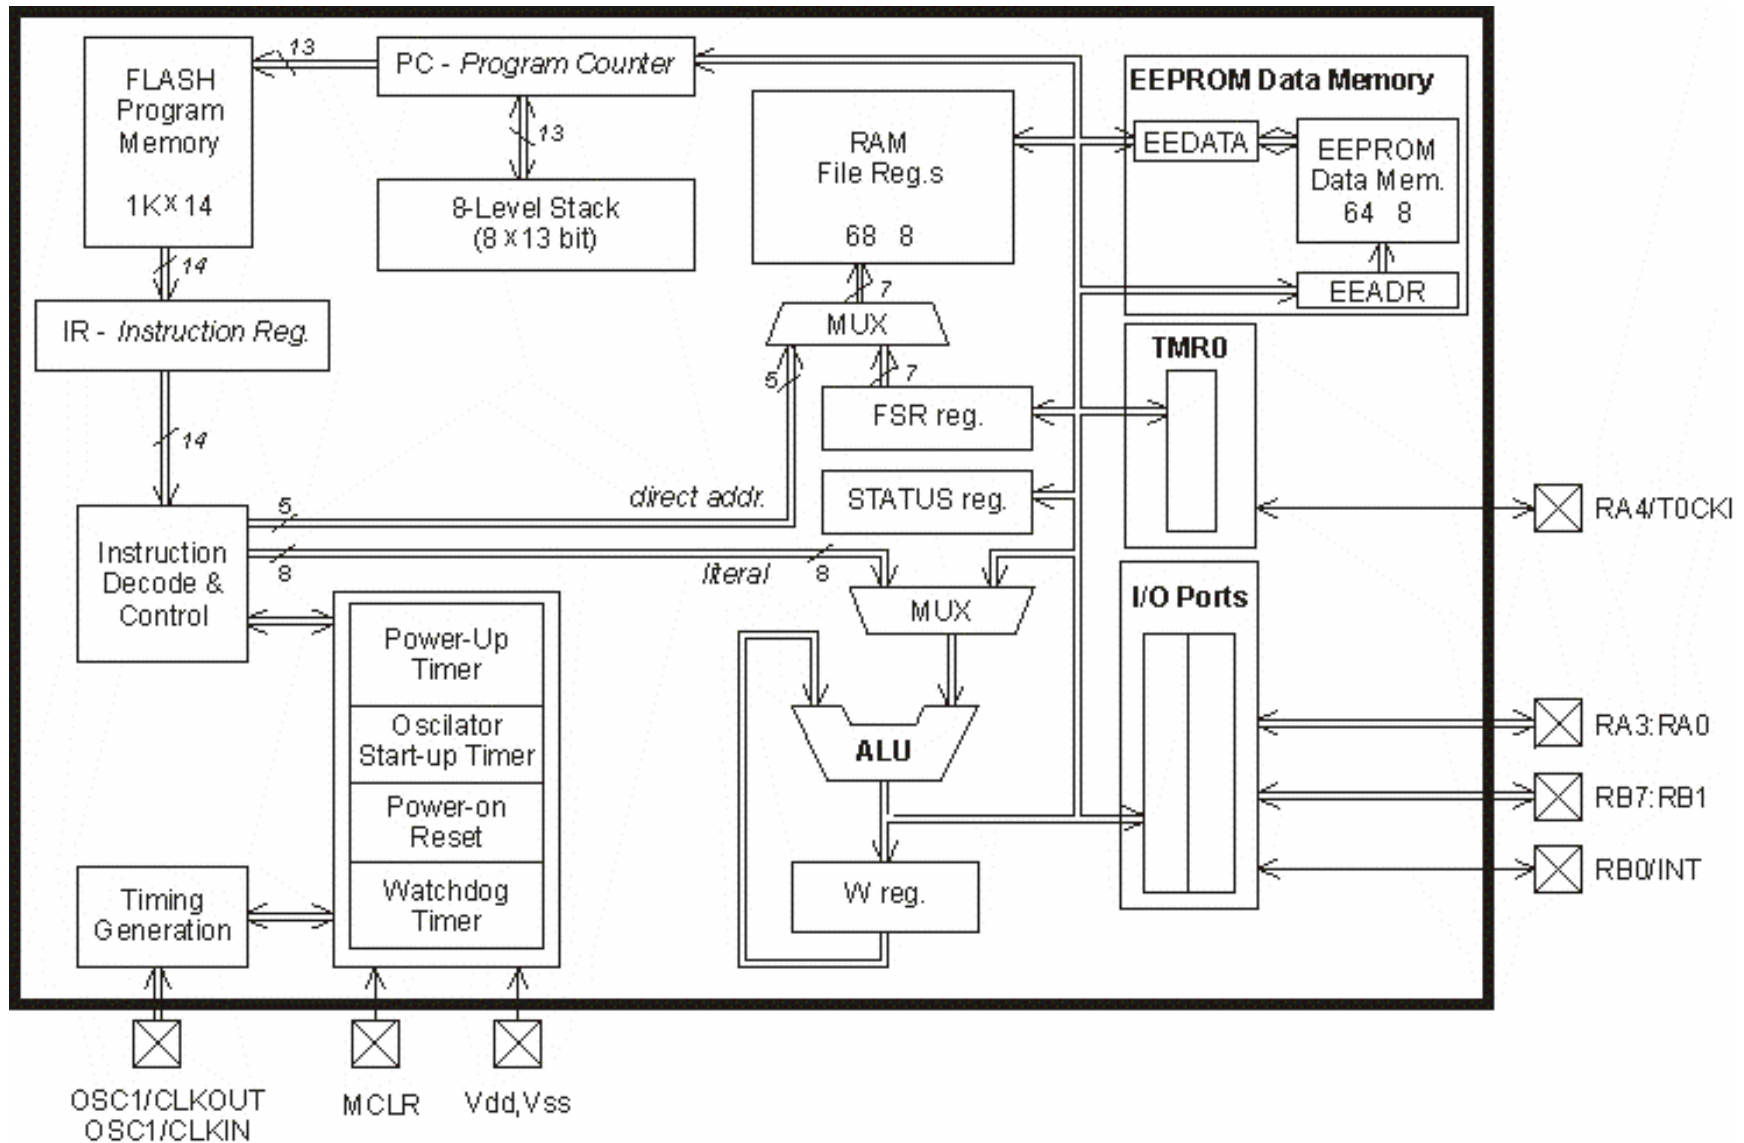 FLASH
Program
Memory
1K x 14
13
PC - Program Counter
13
8-Level Stack
(8 x 13 bit)
RAM
File Reg.s
68 8
EEPROM Data Memory
EEDATA
EEPROM
Data Mem.
64 8
EEADR
14
IR - Instruction Reg.
14
7
MUX
5
7
FSR reg.
STATUS reg.
TMR0
RA4/T0CKI
Instruction
Decode &
Control
5
direct addr.
8
literal
8
MUX
I/O Ports
Power-Up
Timer
Oscilator
Start-up Timer
Power-on
Reset
Watchdog
Timer
ALU
W reg.
RA3:RA0
RB7:RB1
RB0/INT
Timing
Generation
OSC1/CLKOUT
OSC1/CLKIN
MCLR
Vdd,Vss